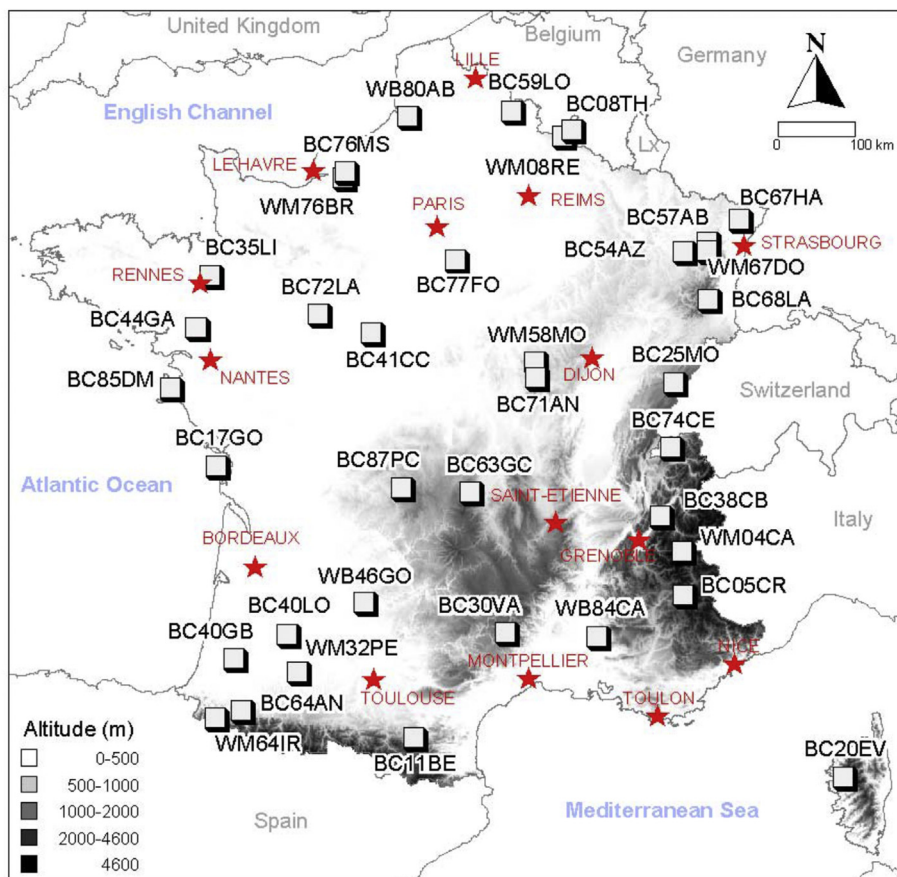 United Kingdom
Belgium
Germany
N
LILLE
BC59LO
WB80AB
BC08TH
English Channel
100 km
0
BC76MS
Lx
LE HAVRE
WM08RE
WM76BR
REIMS
PARIS
BC67HA
BC57AB
BC35LI
BC54AZ
STRASBOURG
WM67DO
RENNES
BC77FO
BC72LA
BC68LA
BC44GA
WM58MO
BC41CC
BC25MO
NANTES
DIJON
BC85DM
Switzerland
BC71AN
BC74CE
BC17GO
BC87PC
BC63GC
Atlantic Ocean
SAINT-ETIENNE
BC38CB
Italy
BORDEAUX
GRENOBLE
WM04CA
WB46GO
BC05CR
BC40LO
BC30VA
WB84CA
BC40GB
WM32PE
NICE
MONTPELLIER
TOULOUSE
TOULON
BC64AN
Altitude (m)
WM64IR
BC20EV
0-500
BC11BE
500-1000
1000-2000
Mediterranean Sea
Spain
2000-4600
4600